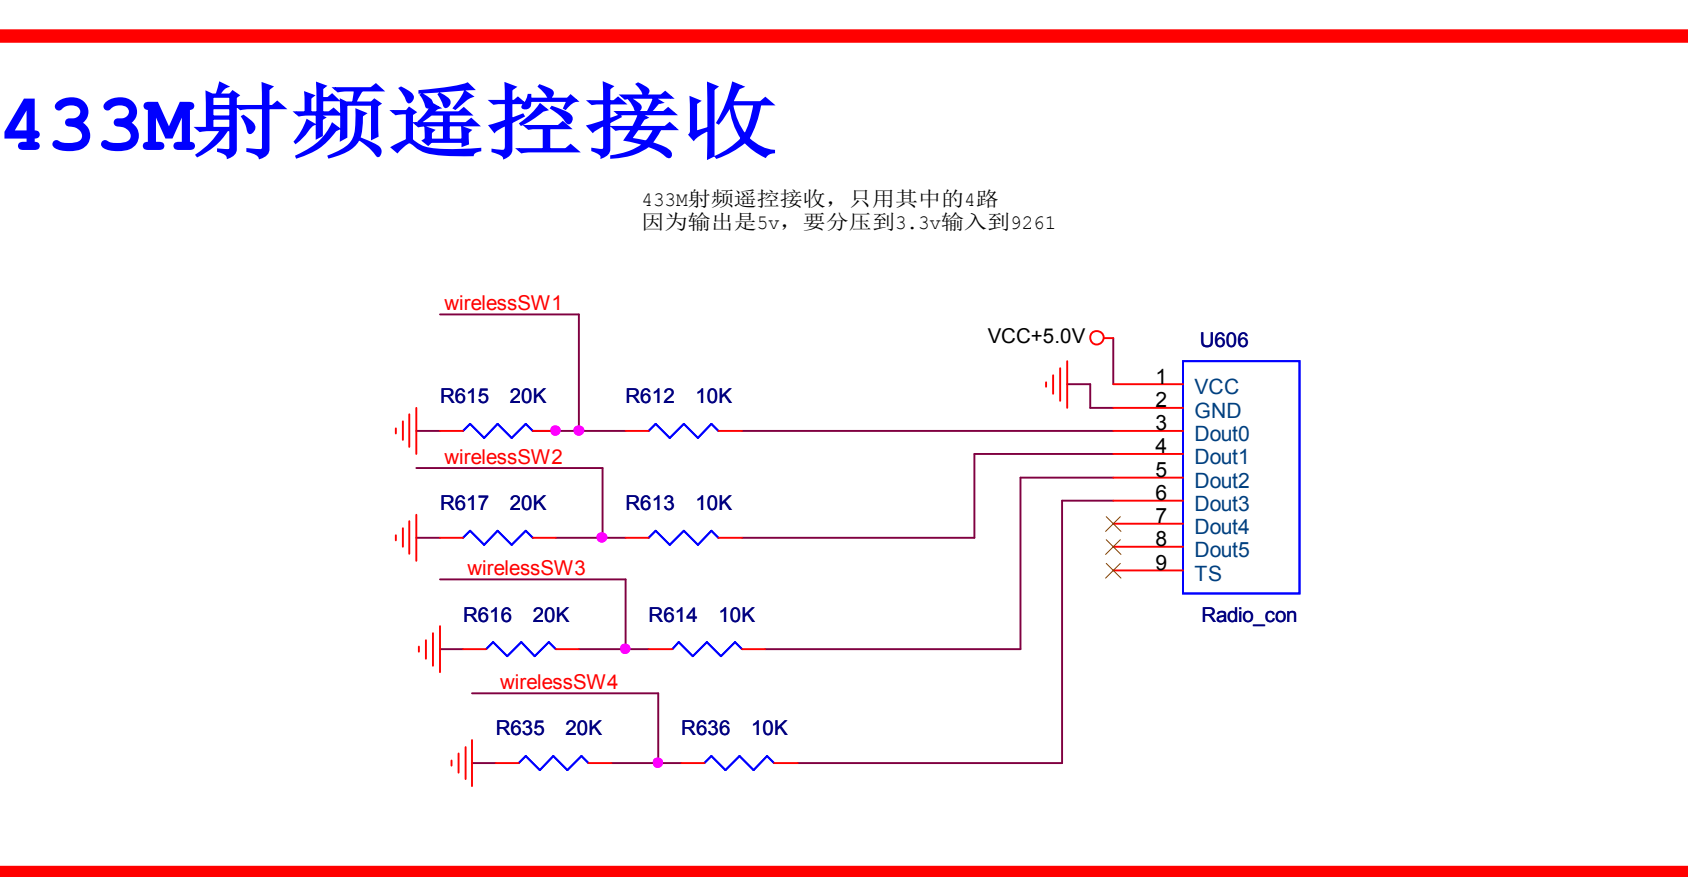 433M射频遥控接收
433M射频遥控接收，只用其中的4路
因为输出是5v，要分压到3.3v输入到9261
wirelessSW1
VCC+5.0V
U606
R615 20K
R612 10K
1 VCC
2 GND
3 Dout0
4 Dout1
5 Dout2
6 Dout3
7 Dout4
8 Dout5
9 TS
Radio_con
wirelessSW2
R617 20K
R613 10K
wirelessSW3
R616 20K
R614 10K
wirelessSW4
R635 20K
R636 10K